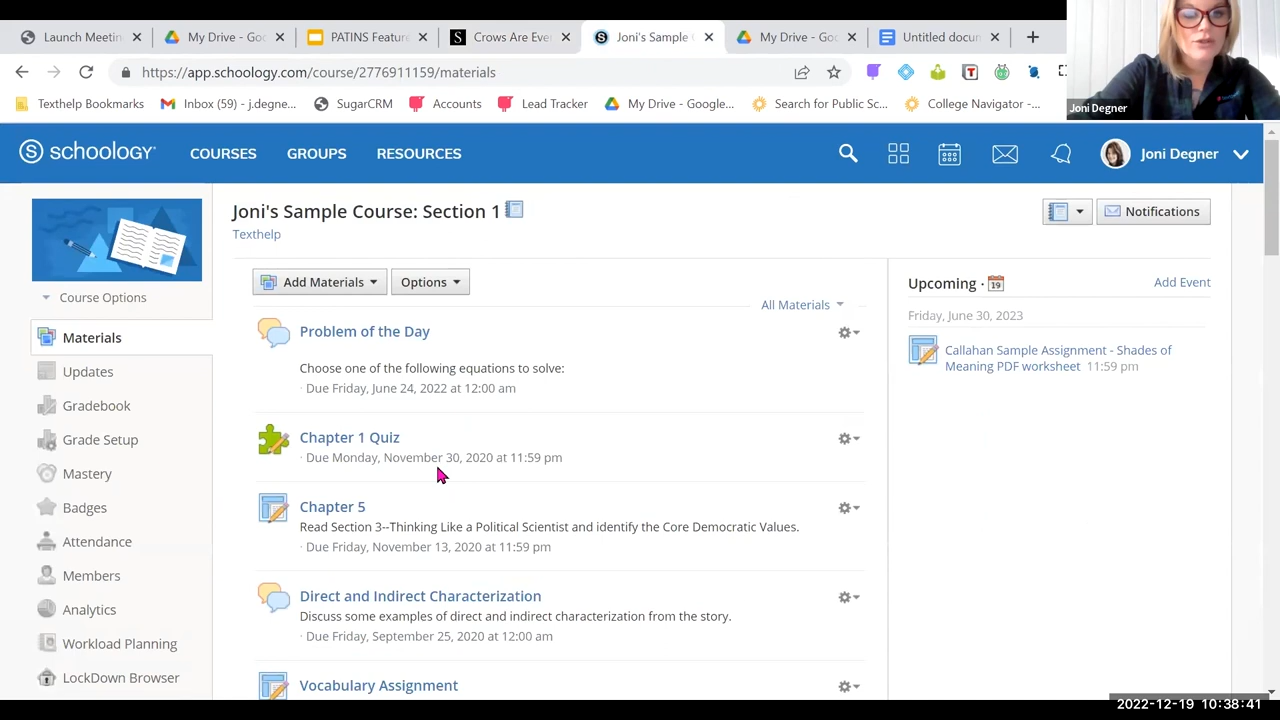 Launch Meetin
My Drive - Goo
PATINS Feature
Crows Are Ever
Joni's Sample C
My Drive - Goo
Untitled docum
https://app.schoology.com/course/2776911159/materials
Texthelp Bookmarks
Inbox (59) - j.degne...
SugarCRM
Accounts
Lead Tracker
My Drive - Google...
Search for Public Sc...
College Navigator -...
Joni Degner
S schoology
COURSES
GROUPS
RESOURCES
Joni Degner
Joni's Sample Course: Section 1
Texthelp
Notifications
Course Options
Materials
Updates
Gradebook
Grade Setup
Mastery
Badges
Attendance
Members
Analytics
Workload Planning
LockDown Browser
Add Materials
Options
All Materials
Problem of the Day
Choose one of the following equations to solve:
· Due Friday, June 24, 2022 at 12:00 am
Chapter 1 Quiz
· Due Monday, November 30, 2020 at 11:59 pm
Chapter 5
Read Section 3--Thinking Like a Political Scientist and identify the Core Democratic Values.
· Due Friday, November 13, 2020 at 11:59 pm
Direct and Indirect Characterization
Discuss some examples of direct and indirect characterization from the story.
· Due Friday, September 25, 2020 at 12:00 am
Vocabulary Assignment
Upcoming · 19
Add Event
Friday, June 30, 2023
Callahan Sample Assignment - Shades of
Meaning PDF worksheet 11:59 pm
2022-12-19 10:38:41